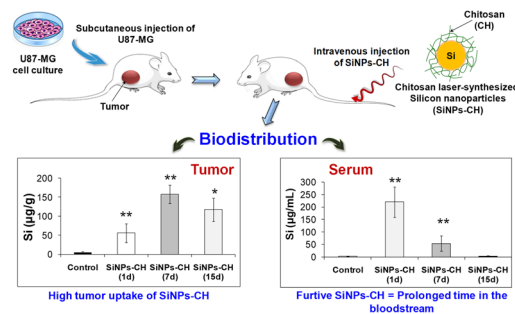 U87-MG
cell culture
Subcutaneous injection of
U87-MG
Tumor
Intravenous injection
of SiNPs-CH
Chitosan
(CH)
Si
Chitosan laser-synthesized
Silicon nanoparticles
(SiNPs-CH)
Biodistribution
Tumor
Si (µg/g)
200
150
100
50
0
**
**
*
Control
SiNPs-CH
(1d)
SiNPs-CH
(7d)
SiNPs-CH
(15d)
High tumor uptake of SiNPs-CH
Serum
Si (µg/mL)
300
250
200
150
100
50
0
**
**
Control
SiNPs-CH
(1d)
SiNPs-CH
(7d)
SiNPs-CH
(15d)
Furtive SiNPs-CH = Prolonged time in the
bloodstream